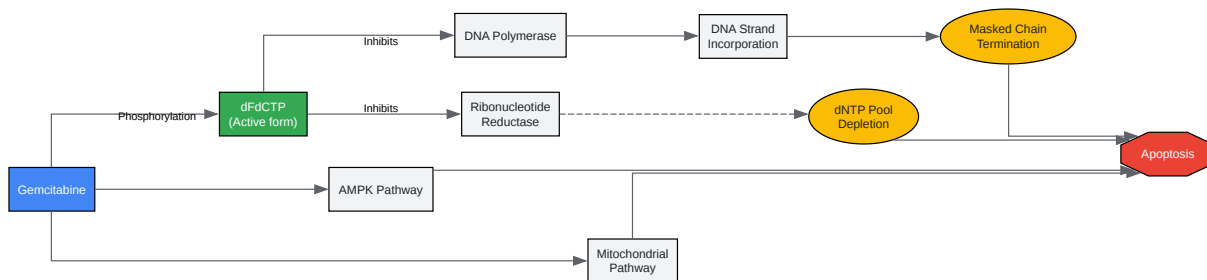 DNA Polymerase
DNA Strand
Incorporation
Masked Chain
Termination
Inhibits
dFdCTP
(Active form)
Phosphorylation
Inhibits
Ribonucleotide
Reductase
dNTP Pool
Depletion
Apoptosis
Gemcitabine
AMPK Pathway
Mitochondrial
Pathway